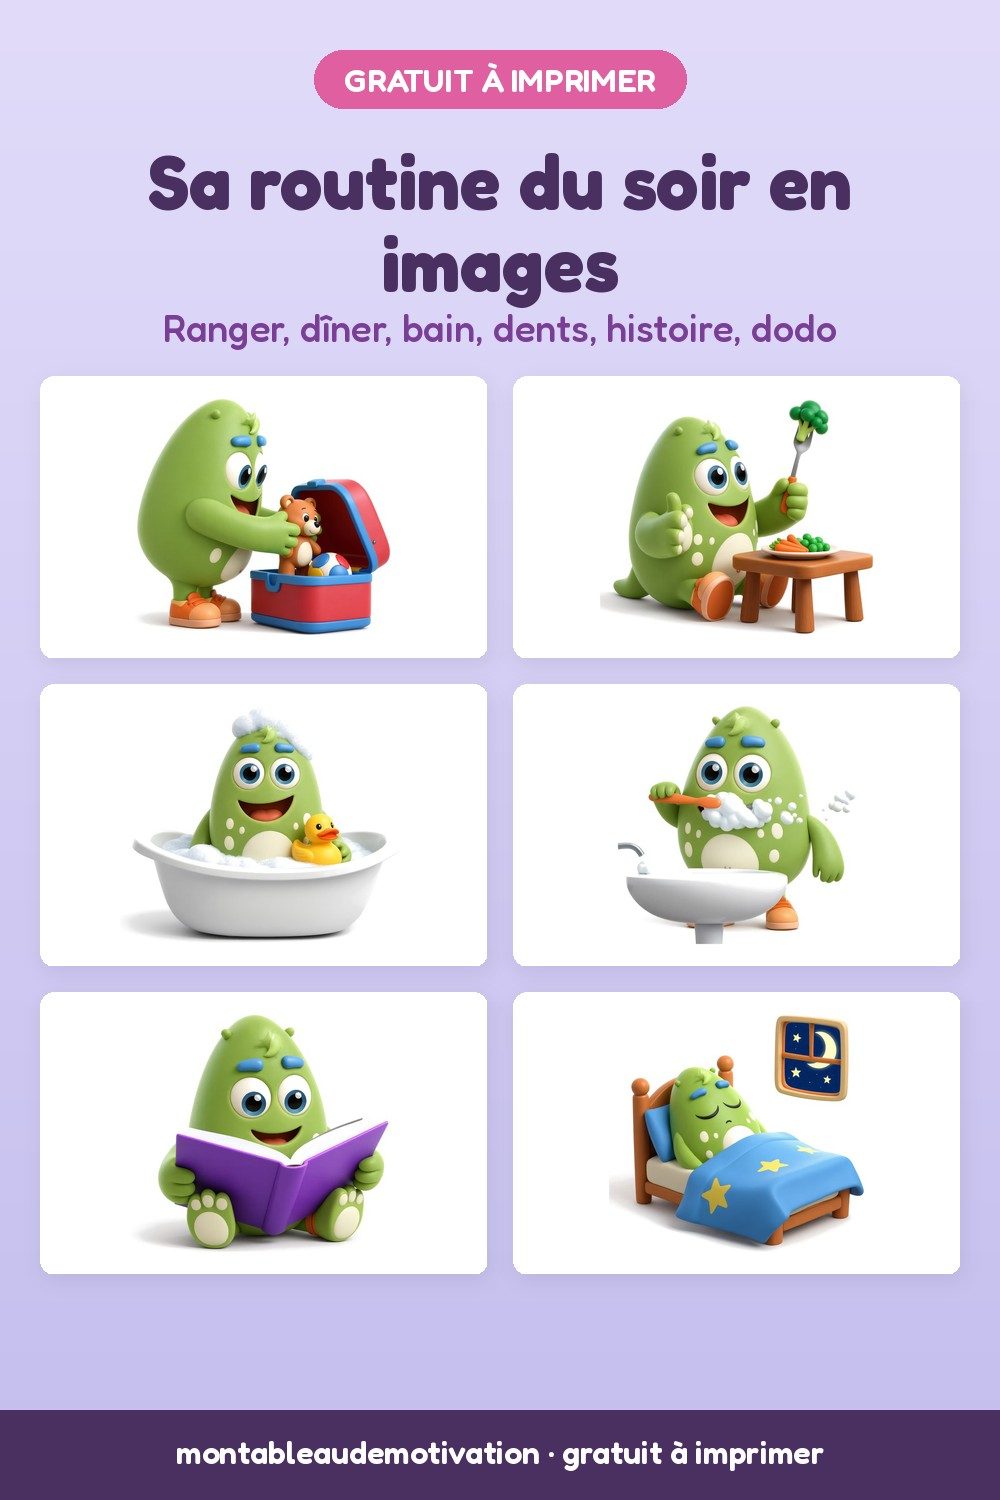 GRATUIT À IMPRIMER
Sa routine du soir en
images
Ranger, dîner, bain, dents, histoire, dodo
montableaudemotivation · gratuit à imprimer